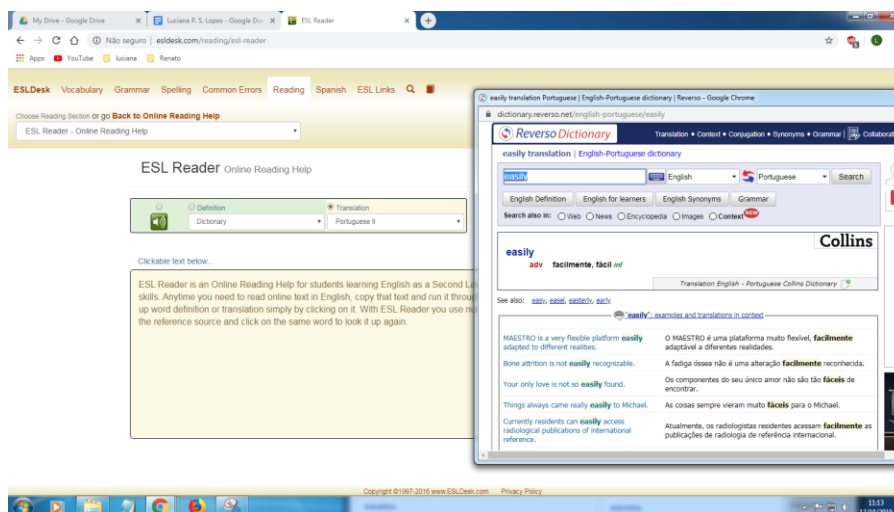 My Drive - Google Drive
Luciana P. S. Lopes - Google Doc
ESL Reader
Não seguro | esldesk.com/reading/esl-reader
Apps YouTube luciana Renato
ESLDesk Vocabulary Grammar Spelling Common Errors Reading Spanish ESL Links
Choose Reading Section or go Back to Online Reading Help
ESL Reader - Online Reading Help
ESL Reader Online Reading Help
Definition Translation
Dictionary Portuguese II
Clickable text below...
ESL Reader is an Online Reading Help for students learning English as a Second La
skills. Anytime you need to read online text in English, copy that text and run it throug
up word definition or translation simply by clicking on it. With ESL Reader you use nu
the reference source and click on the same word to look it up again.
Copyright ©1997-2016 www.ESLDesk.com Privacy Policy
easily translation Portuguese | English-Portuguese dictionary | Reverso - Google Chrome
dictionary.reverso.net/english-portuguese/easily
Reverso Dictionary
Translation • Context • Conjugation • Synonyms • Grammar | Collaborat
easily translation | English-Portuguese dictionary
easily English Portuguese Search
English Definition English for learners English Synonyms Grammar
Search also in: Web News Encyclopedia Images Context NEW
Collins
easily
adv facilmente, fácil inf
Translation English - Portuguese Collins Dictionary
See also: easy, easel, easterly, early
"easily": examples and translations in context
MAESTRO is a very flexible platform easily adapted to different realities.
O MAESTRO é uma plataforma muito flexível, facilmente adaptável a diferentes realidades.
Bone attrition is not easily recognizable.
A fadiga óssea não é uma alteração facilmente reconhecida.
Your only love is not so easily found.
Os componentes do seu único amor não são tão fáceis de encontrar.
Things always came really easily to Michael.
As coisas sempre vieram muito fáceis para o Michael.
Currently residents can easily access radiological publications of international reference.
Atualmente, os radiologistas residentes acessam facilmente as publicações de radiologia de referência internacional.
11:13